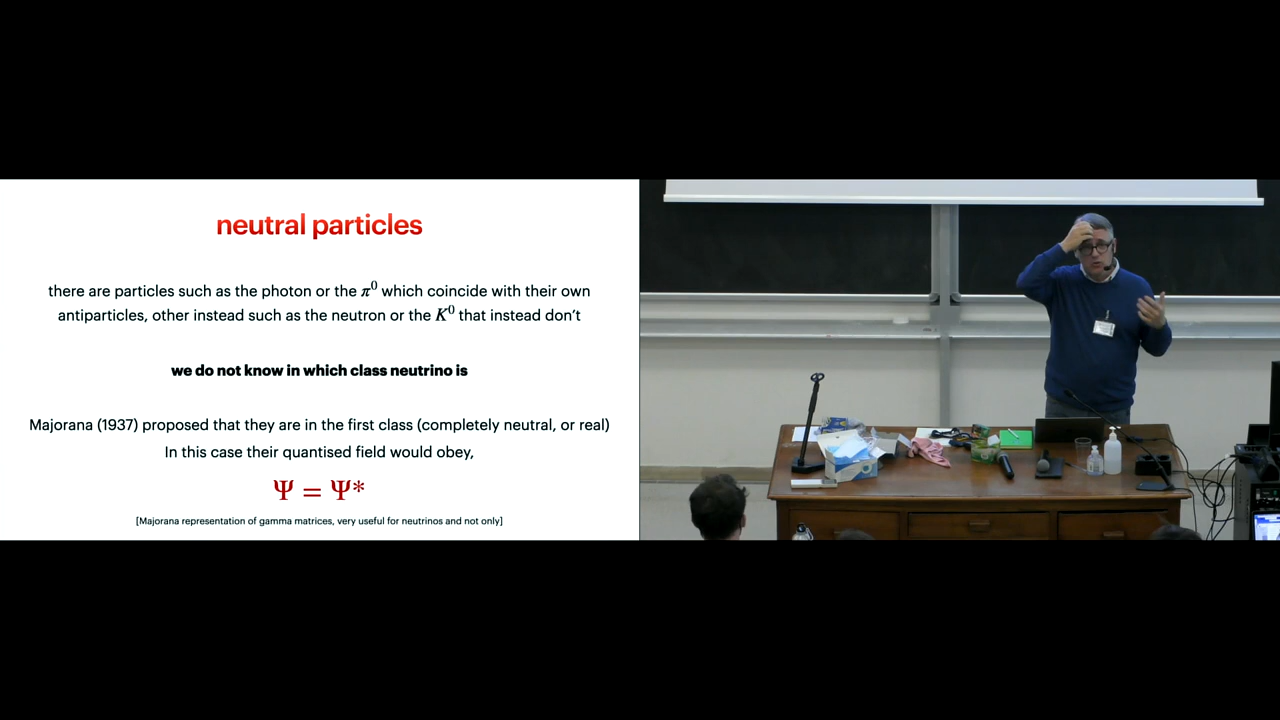 neutral particles
there are particles such as the photon or the π⁰ which coincide with their own
antiparticles, other instead such as the neutron or the K⁰ that instead don't
we do not know in which class neutrino is
Majorana (1937) proposed that they are in the first class (completely neutral, or real)
In this case their quantised field would obey,
Ψ = Ψ*
[Majorana representation of gamma matrices, very useful for neutrinos and not only]